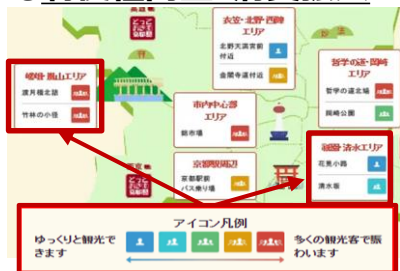 衣笠・北野・西陣
エリア
北野天満宮前
付近
金閣寺道付近
哲学の道・岡崎
エリア
哲学の道北端
岡崎公園
嵯峨・嵐山エリア
渡月橋北詰
竹林の小径
市内中心部
エリア
錦市場
京都駅周辺
京都駅前
バス乗り場
祇園・清水エリア
花見小路
清水坂
アイコン凡例
ゆっくりと観光で
きます
多くの観光客で賑
わいます